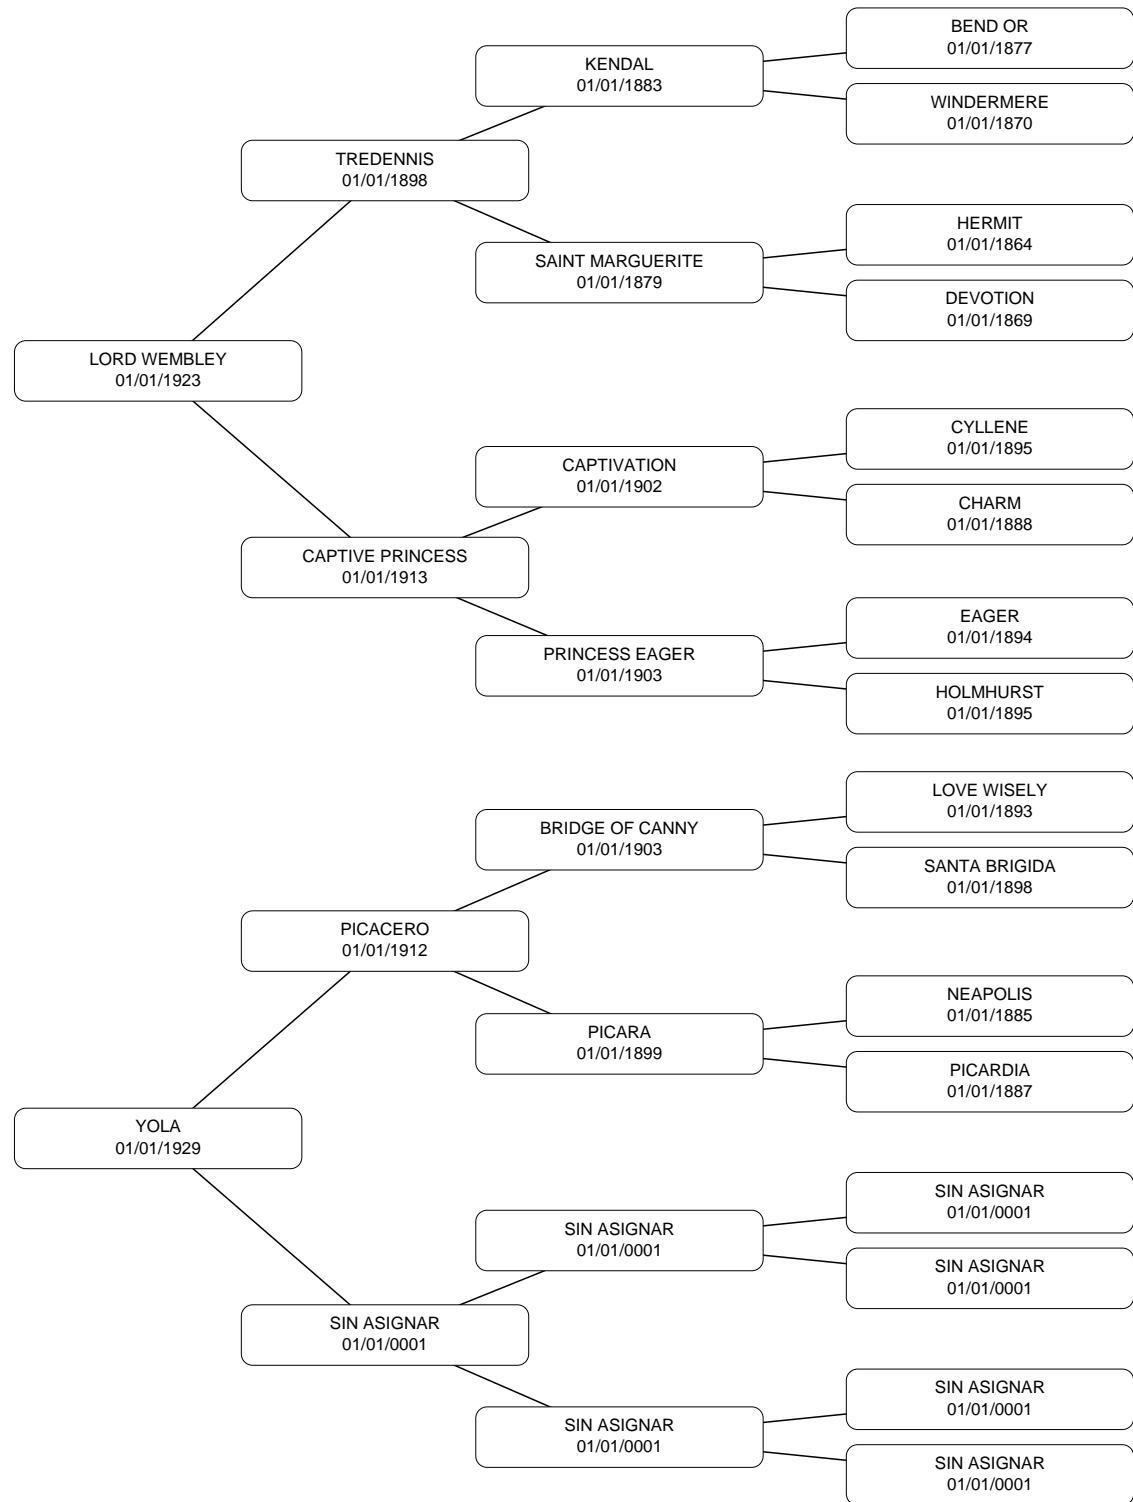 BEND OR
01/01/1877
KENDAL
01/01/1883
WINDERMERE
01/01/1870
TREDENNIS
01/01/1898
HERMIT
01/01/1864
SAINT MARGUERITE
01/01/1879
DEVOTION
01/01/1869
LORD WEMBLEY
01/01/1923
CYLLENE
01/01/1895
CAPTIVATION
01/01/1902
CHARM
01/01/1888
CAPTIVE PRINCESS
01/01/1913
EAGER
01/01/1894
PRINCESS EAGER
01/01/1903
HOLMHURST
01/01/1895
LOVE WISELY
01/01/1893
BRIDGE OF CANNY
01/01/1903
SANTA BRIGIDA
01/01/1898
PICACERO
01/01/1912
NEAPOLIS
01/01/1885
PICARA
01/01/1899
PICARDIA
01/01/1887
YOLA
01/01/1929
SIN ASIGNAR
01/01/0001
SIN ASIGNAR
01/01/0001
SIN ASIGNAR
01/01/0001
SIN ASIGNAR
01/01/0001
SIN ASIGNAR
01/01/0001
SIN ASIGNAR
01/01/0001
SIN ASIGNAR
01/01/0001